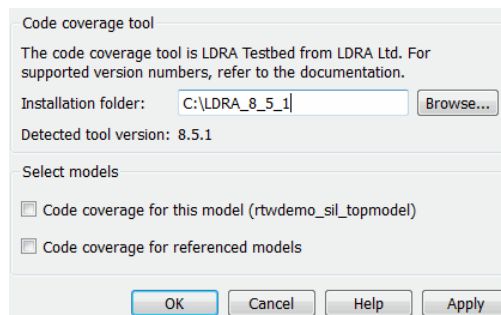 Code coverage tool
The code coverage tool is LDRA Testbed from LDRA Ltd. For
supported version numbers, refer to the documentation.
Installation folder: C:\LDRA_8_5_1 Browse...
Detected tool version: 8.5.1
Select models
Code coverage for this model (rtwdemo_sil_topmodel)
Code coverage for referenced models
OK Cancel Help Apply